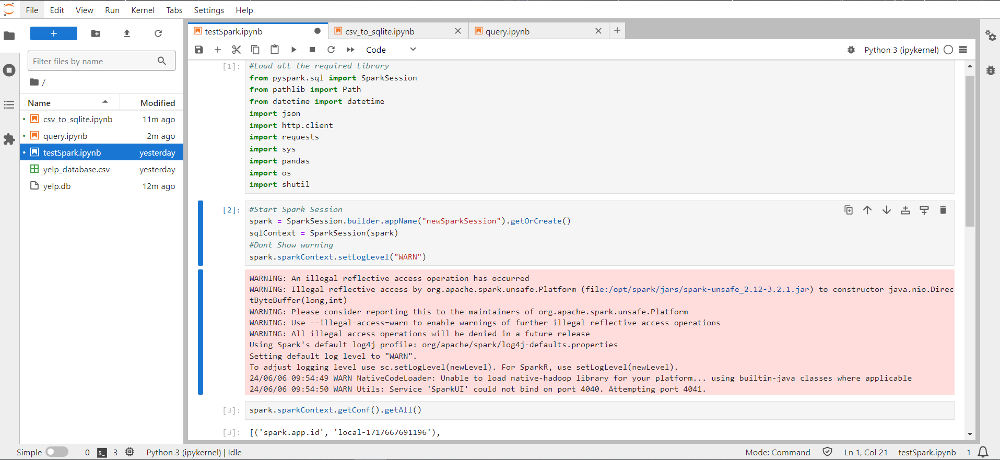 File Edit View Run Kernel Tabs Settings Help
testSpark.ipynb
csv_to_sqlite.ipynb
query.ipynb
Code
Python 3 (ipykernel)
Filter files by name
/
Name Modified
csv_to_sqlite.ipynb 11m ago
query.ipynb 2m ago
testSpark.ipynb yesterday
yelp_database.csv yesterday
yelp.db 12m ago
[1]: #Load all the required library
from pyspark.sql import SparkSession
from pathlib import Path
from datetime import datetime
import json
import http.client
import requests
import sys
import pandas
import os
import shutil
[2]: #Start Spark Session
spark = SparkSession.builder.appName("newSparkSession").getOrCreate()
sqlContext = SparkSession(spark)
#Dont Show warning
spark.sparkContext.setLogLevel("WARN")
WARNING: An illegal reflective access operation has occurred
WARNING: Illegal reflective access by org.apache.spark.unsafe.Platform (file:/opt/spark/jars/spark-unsafe_2.12-3.2.1.jar) to constructor java.nio.Direc
tByteBuffer(long,int)
WARNING: Please consider reporting this to the maintainers of org.apache.spark.unsafe.Platform
WARNING: Use --illegal-access=warn to enable warnings of further illegal reflective access operations
WARNING: All illegal access operations will be denied in a future release
Using Spark's default log4j profile: org/apache/spark/log4j-defaults.properties
Setting default log level to "WARN".
To adjust logging level use sc.setLogLevel(newLevel). For SparkR, use setLogLevel(newLevel).
24/06/06 09:54:49 WARN NativeCodeLoader: Unable to load native-hadoop library for your platform... using builtin-java classes where applicable
24/06/06 09:54:50 WARN Utils: Service 'SparkUI' could not bind on port 4040. Attempting port 4041.
[3]: spark.sparkContext.getConf().getAll()
[3]: [('spark.app.id', 'local-1717667691196'),
Simple 0 $_ 3 Python 3 (ipykernel) | Idle Mode: Command Ln 1, Col 21 testSpark.ipynb 1